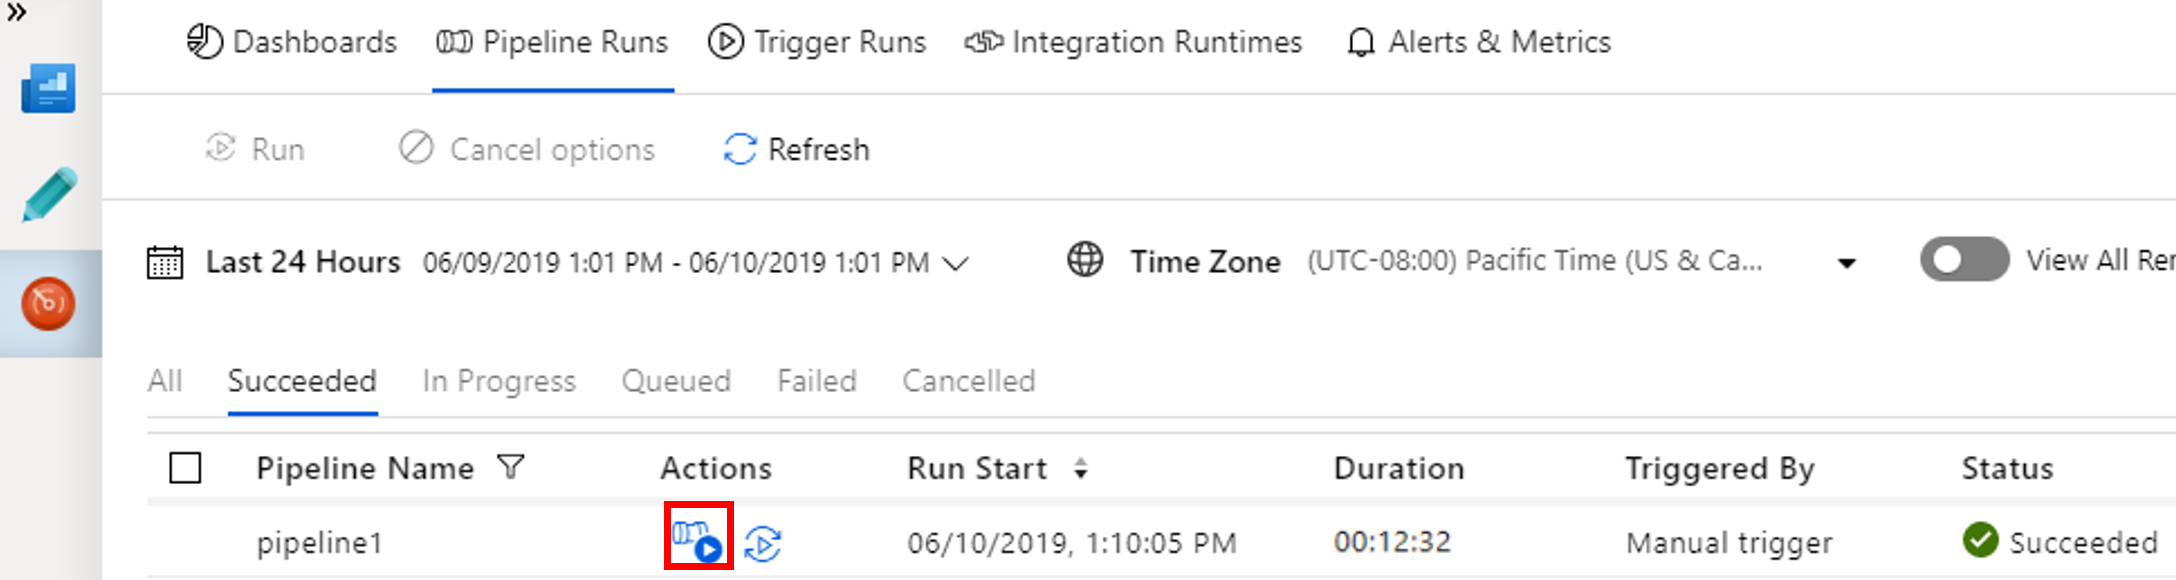 »
Dashboards Pipeline Runs Trigger Runs Integration Runtimes Alerts & Metrics
Run Cancel options Refresh
Last 24 Hours 06/09/2019 1:01 PM - 06/10/2019 1:01 PM Time Zone (UTC-08:00) Pacific Time (US & Ca... View All Rer
All Succeeded In Progress Queued Failed Cancelled
Pipeline Name Actions Run Start Duration Triggered By Status
pipeline1 06/10/2019, 1:10:05 PM 00:12:32 Manual trigger Succeeded